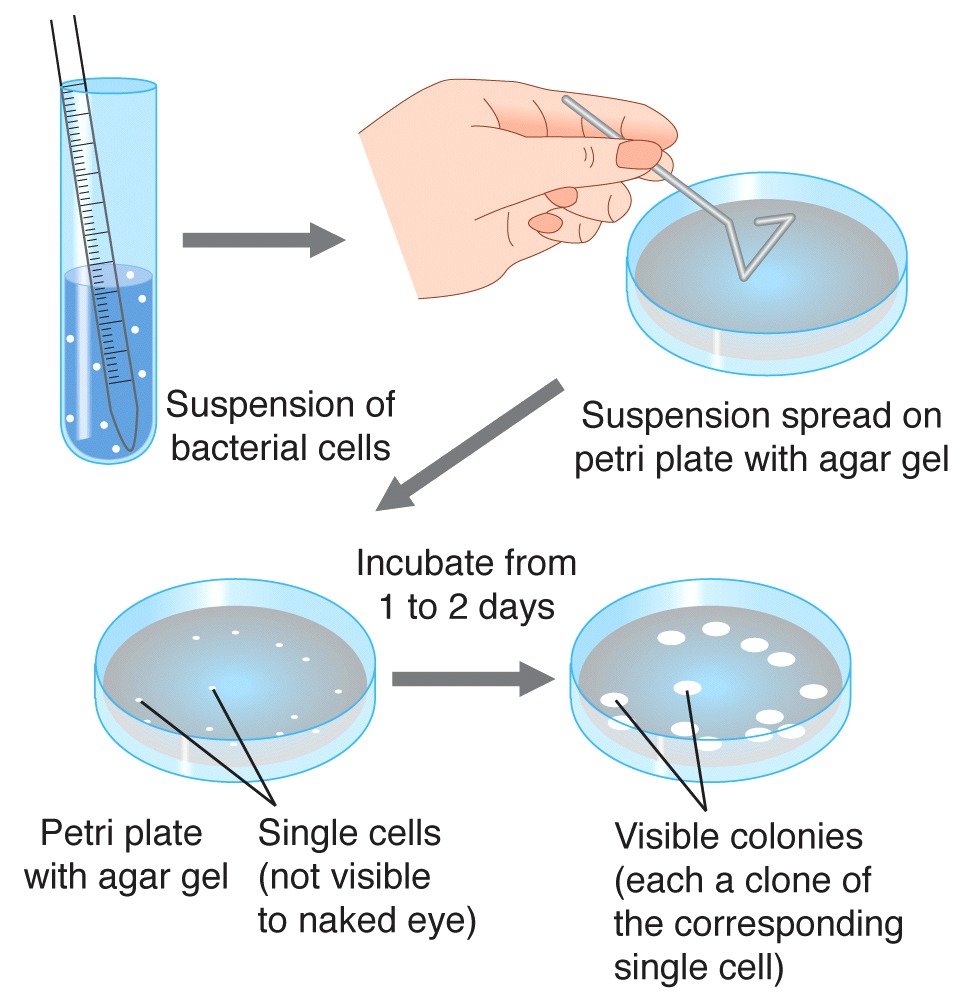 Suspension of
bacterial cells
Suspension spread on
petri plate with agar gel
Incubate from
1 to 2 days
Petri plate
with agar gel
Single cells
(not visible
to naked eye)
Visible colonies
(each a clone of
the corresponding
single cell)